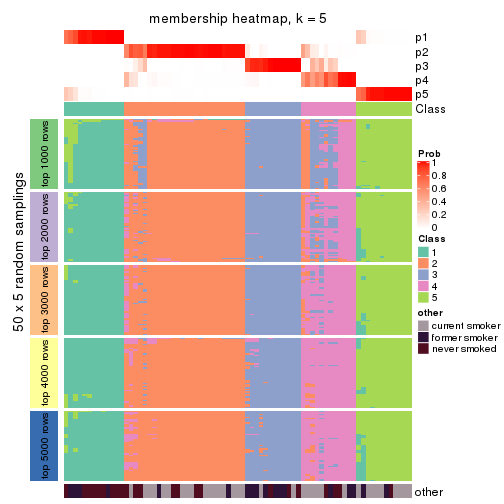 membership heatmap, k = 5
p1
p2
p3
p4
p5
Class
50 x 5 random samplings
top 1000 rows
top 2000 rows
top 3000 rows
top 4000 rows
top 5000 rows
other
Prob
1
0.8
0.6
0.4
0.2
0
Class
1
2
3
4
5
other
current smoker
former smoker
never smoked